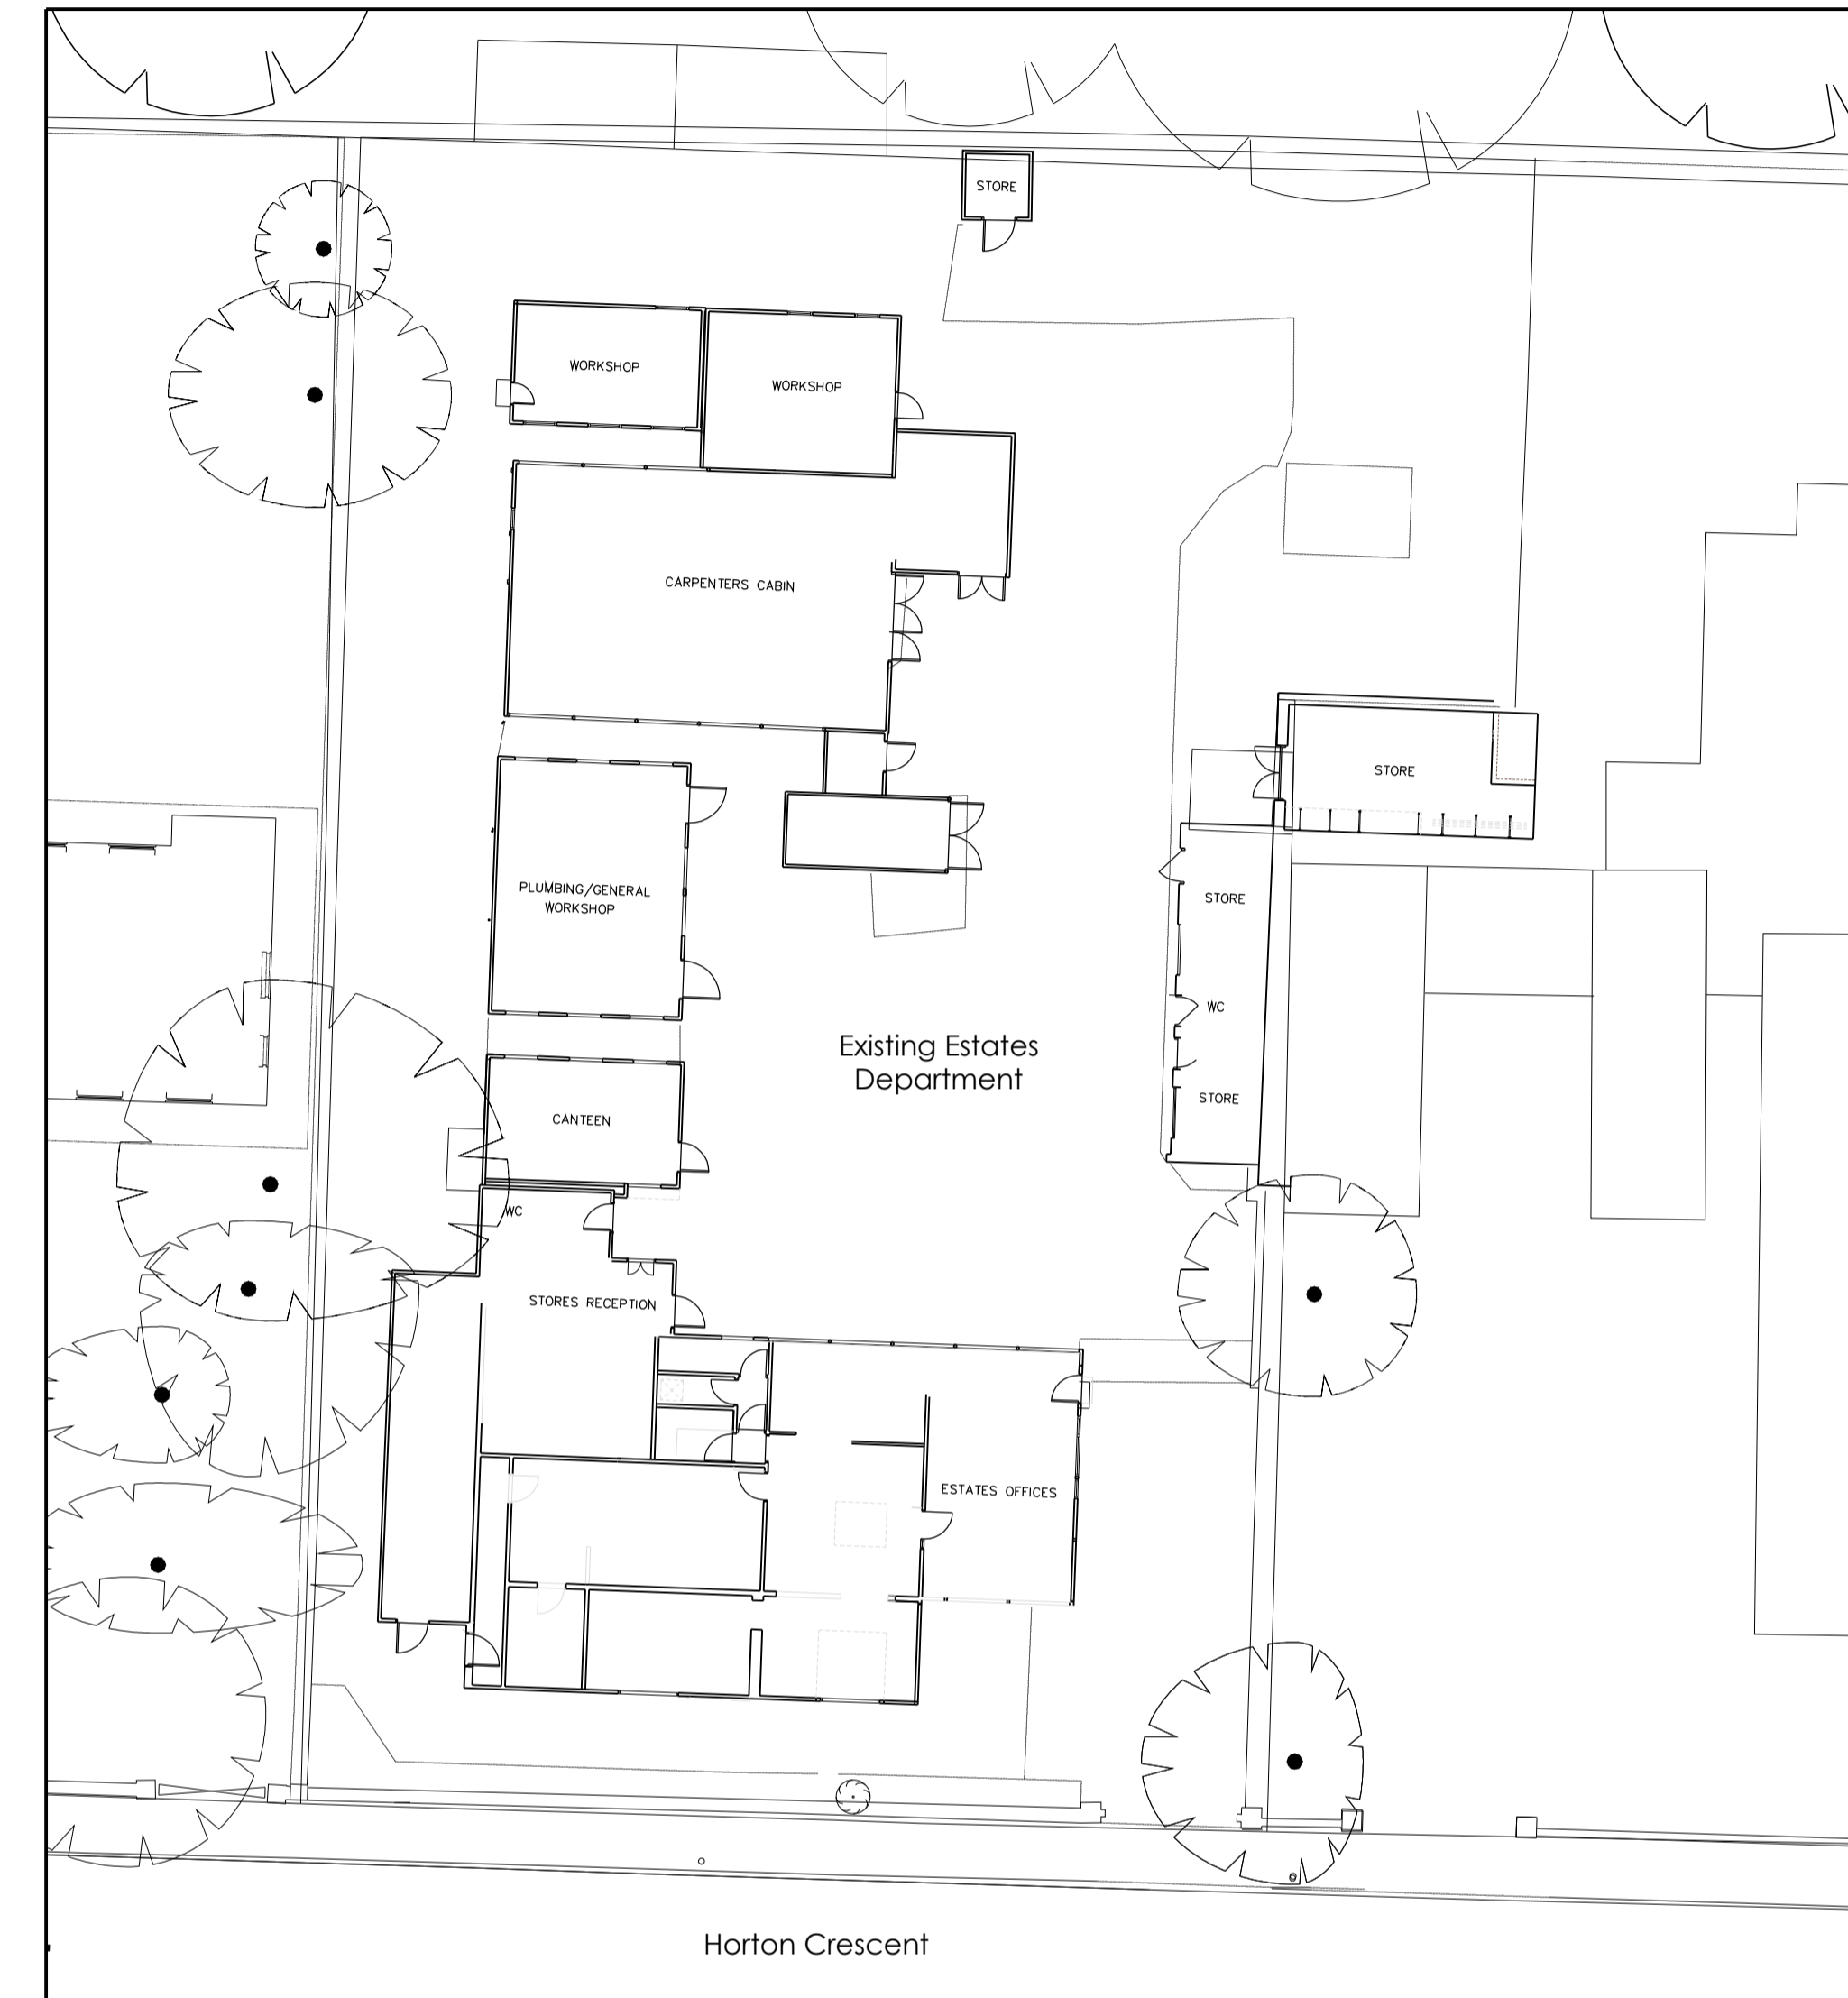 STORE
WORKSHOP
WORKSHOP
CARPENTERS CABIN
STORE
PLUMBING/GENERAL
WORKSHOP
STORE
WC
Existing Estates
Department
STORE
CANTEEN
WC
STORES RECEPTION
ESTATES OFFICES
Horton Crescent